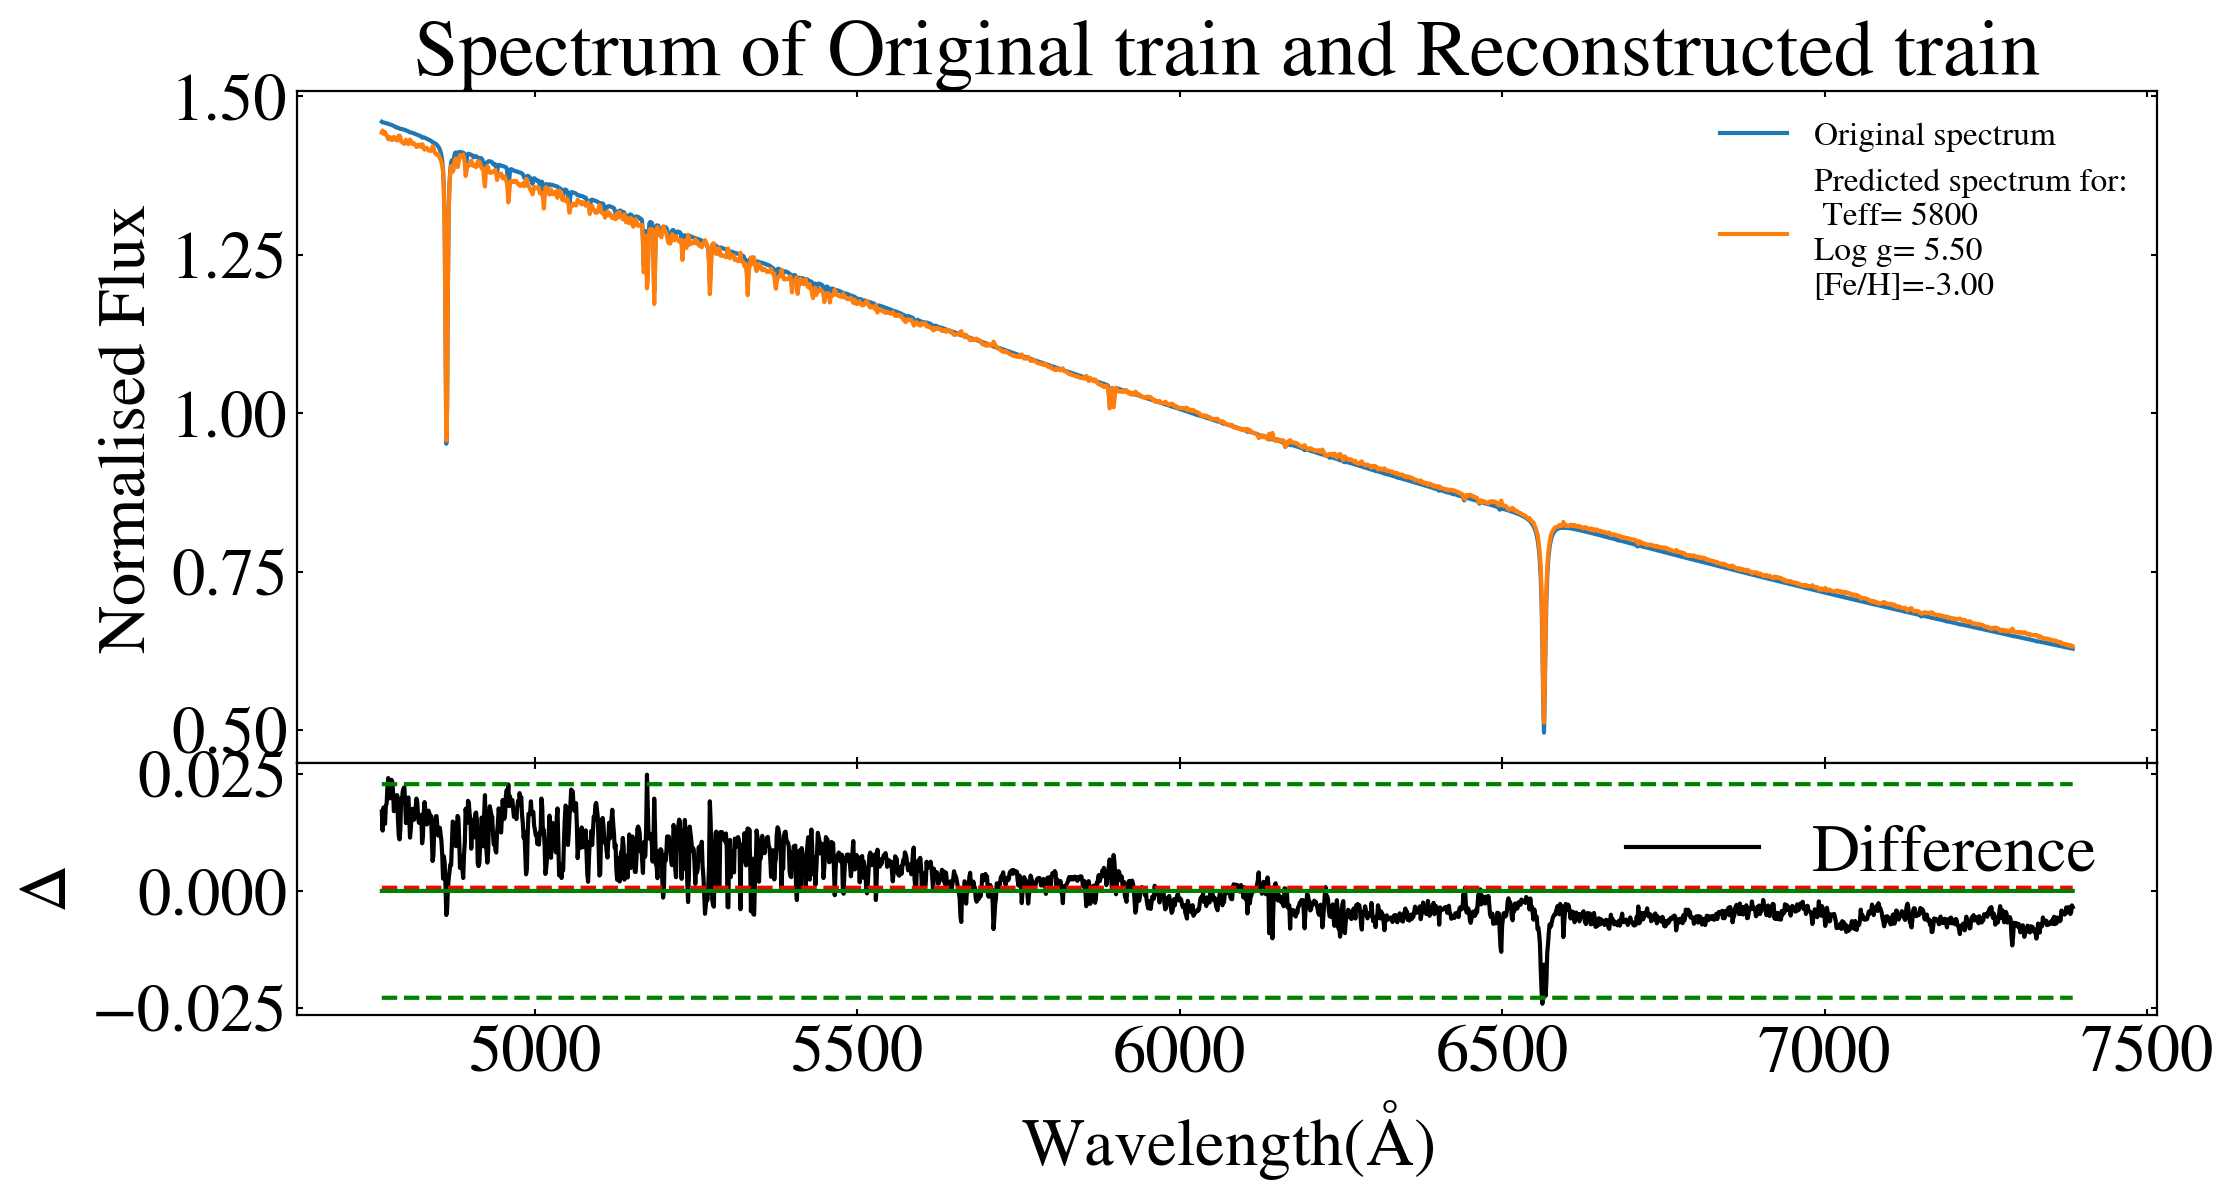 Spectrum of Original train and Reconstructed train
1.50
1.25
1.00
0.75
0.50
Normalised Flux
Original spectrum
Predicted spectrum for:
Teff= 5800
Log g= 5.50
[Fe/H]=-3.00
0.025
0.000
−0.025
Δ
Difference
5000 5500 6000 6500 7000 7500
Wavelength(Å)